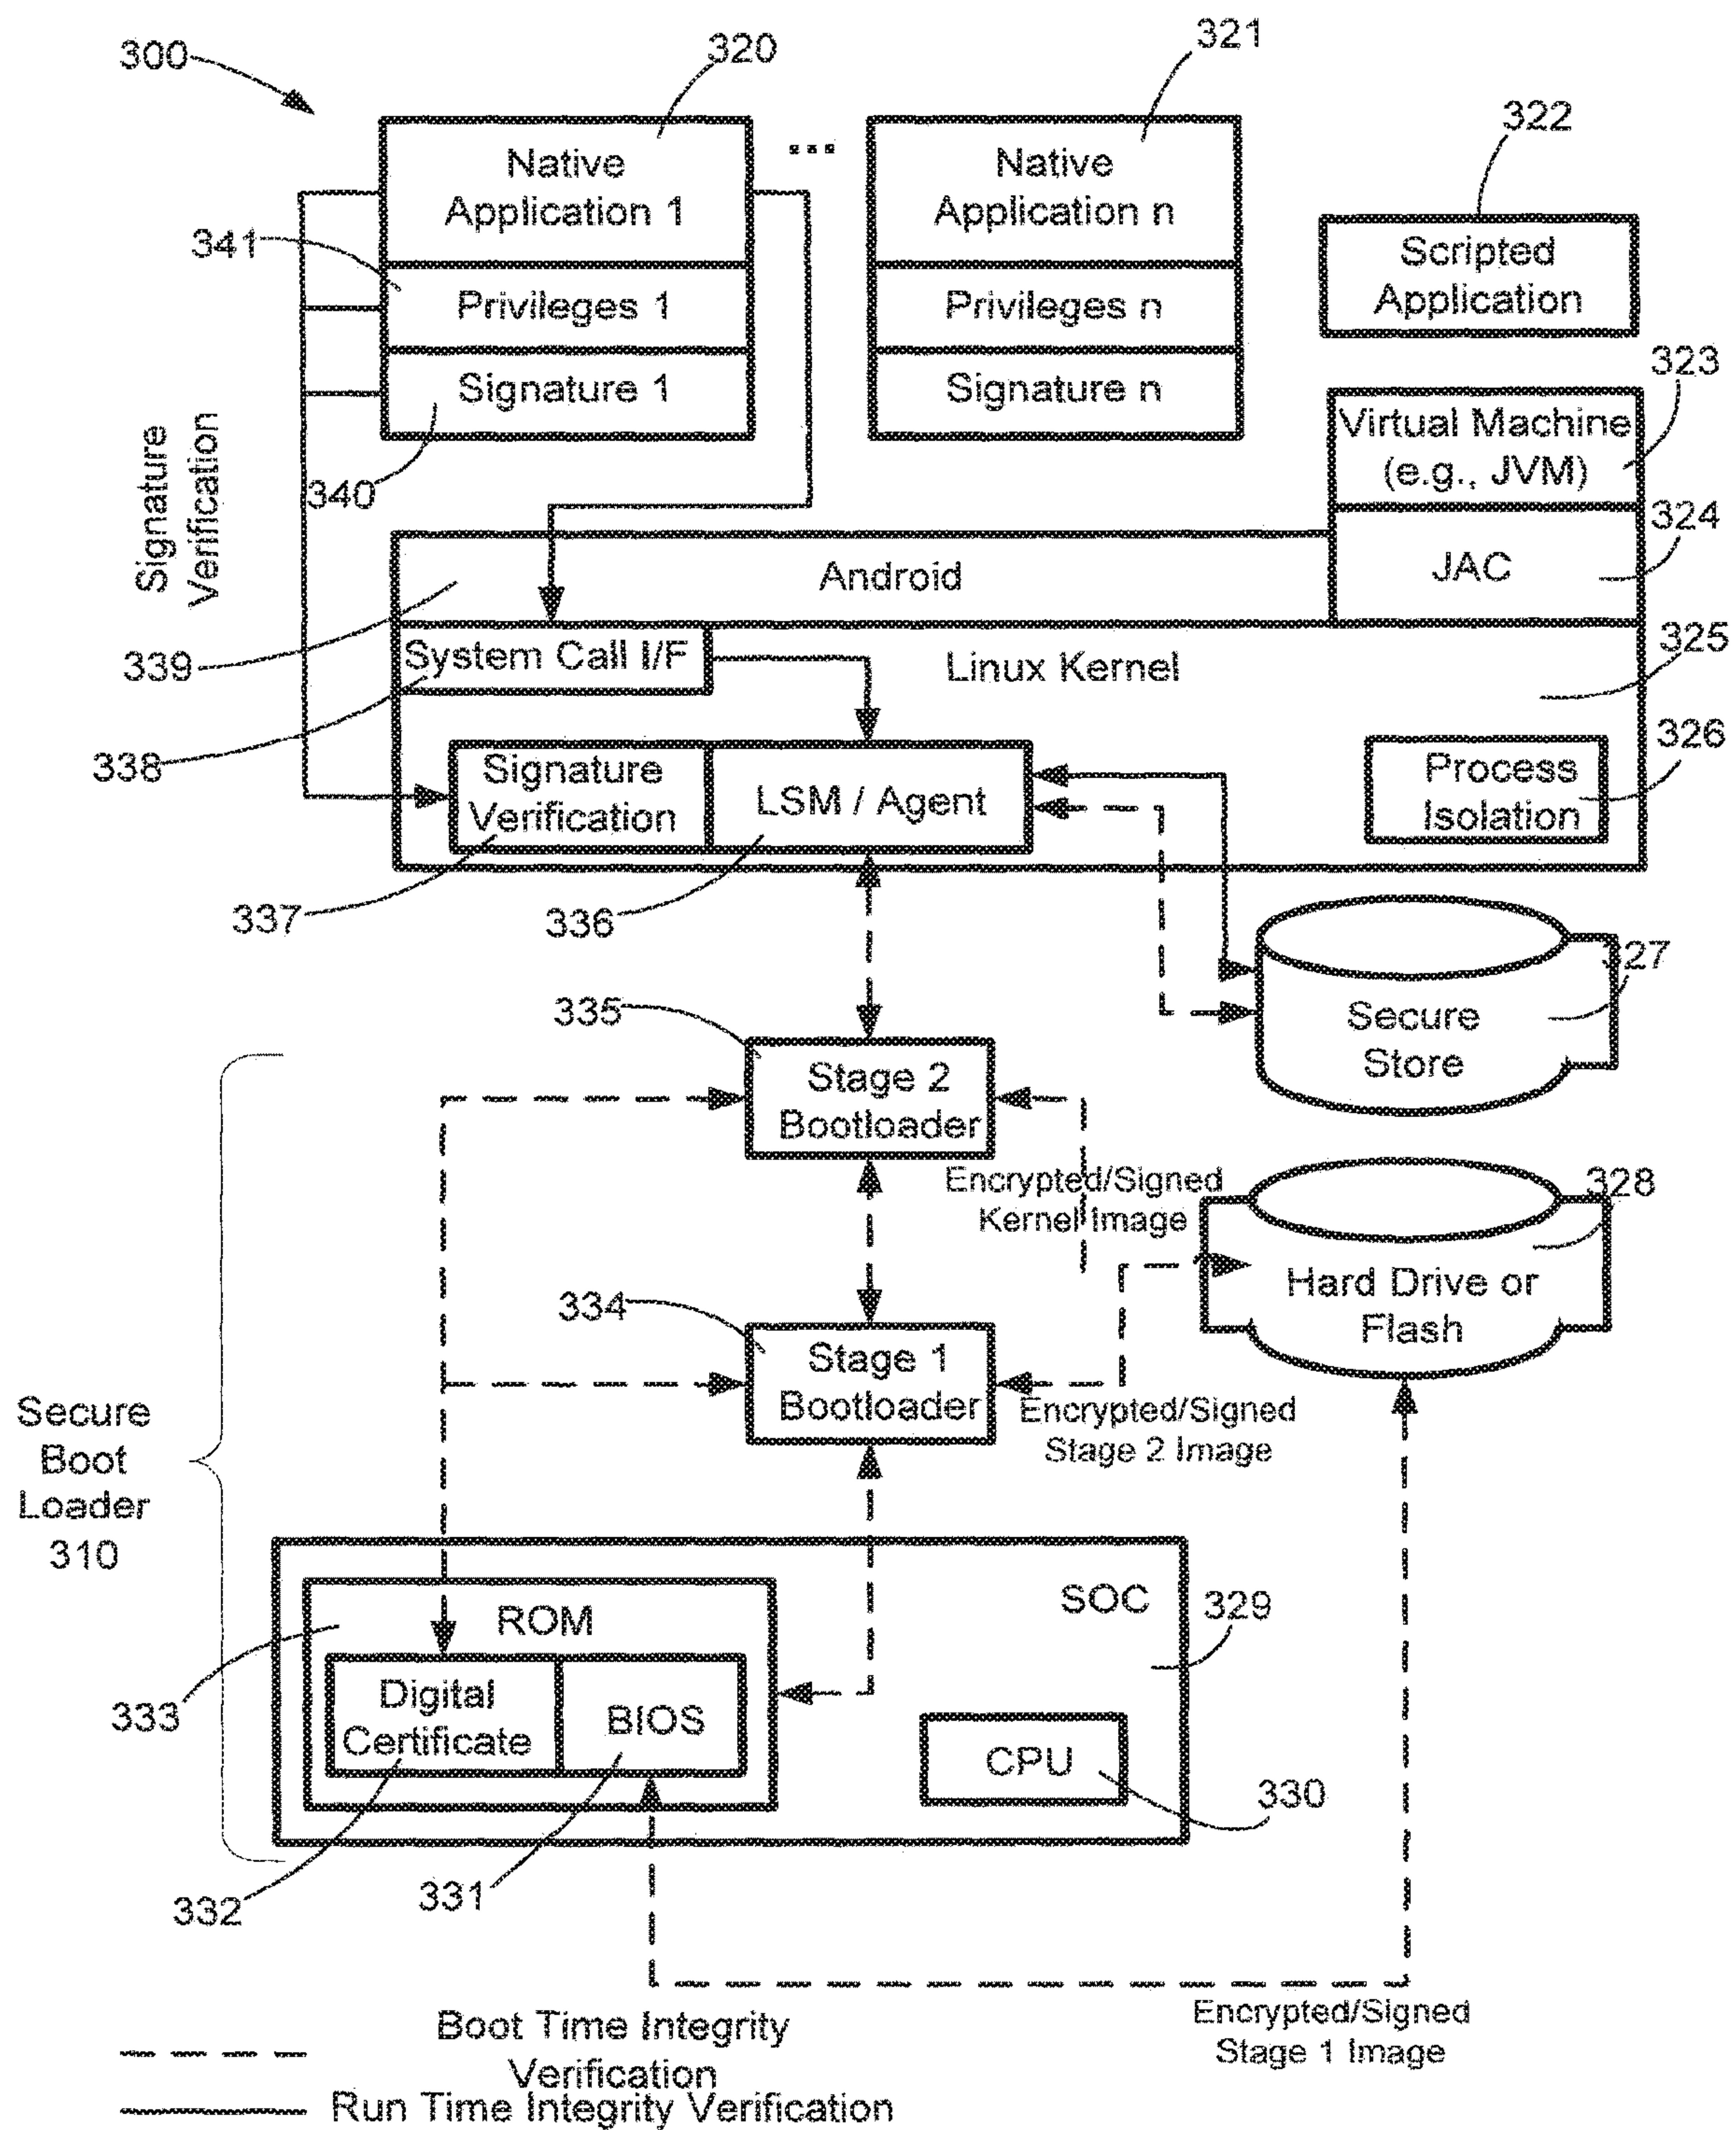 300
320
321
322
Native
Application 1
...
Native
Application n
Scripted
Application
341
Privileges 1
Privileges n
323
Signature 1
Signature n
Virtual Machine
(e.g., JVM)
Signature
Verification
340
324
Android
JAC
339
System Call I/F
Linux Kernel
325
338
326
Signature
Verification
LSM / Agent
Process
Isolation
337
336
327
335
Secure
Store
Stage 2
Bootloader
Encrypted/Signed
Kernel Image
328
Hard Drive or
Flash
334
Stage 1
Bootloader
Encrypted/Signed
Stage 2 Image
Secure
Boot
Loader
310
ROM
SOC
329
333
Digital
Certificate
BIOS
CPU
330
332
331
Encrypted/Signed
Stage 1 Image
Boot Time Integrity
Verification
Run Time Integrity Verification